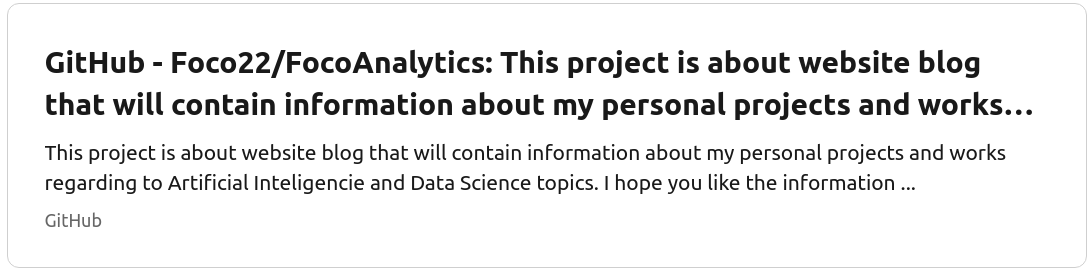 GitHub - Foco22/FocoAnalytics: This project is about website blog
that will contain information about my personal projects and works...
This project is about website blog that will contain information about my personal projects and works
regarding to Artificial Inteligencie and Data Science topics. I hope you like the information ...
GitHub